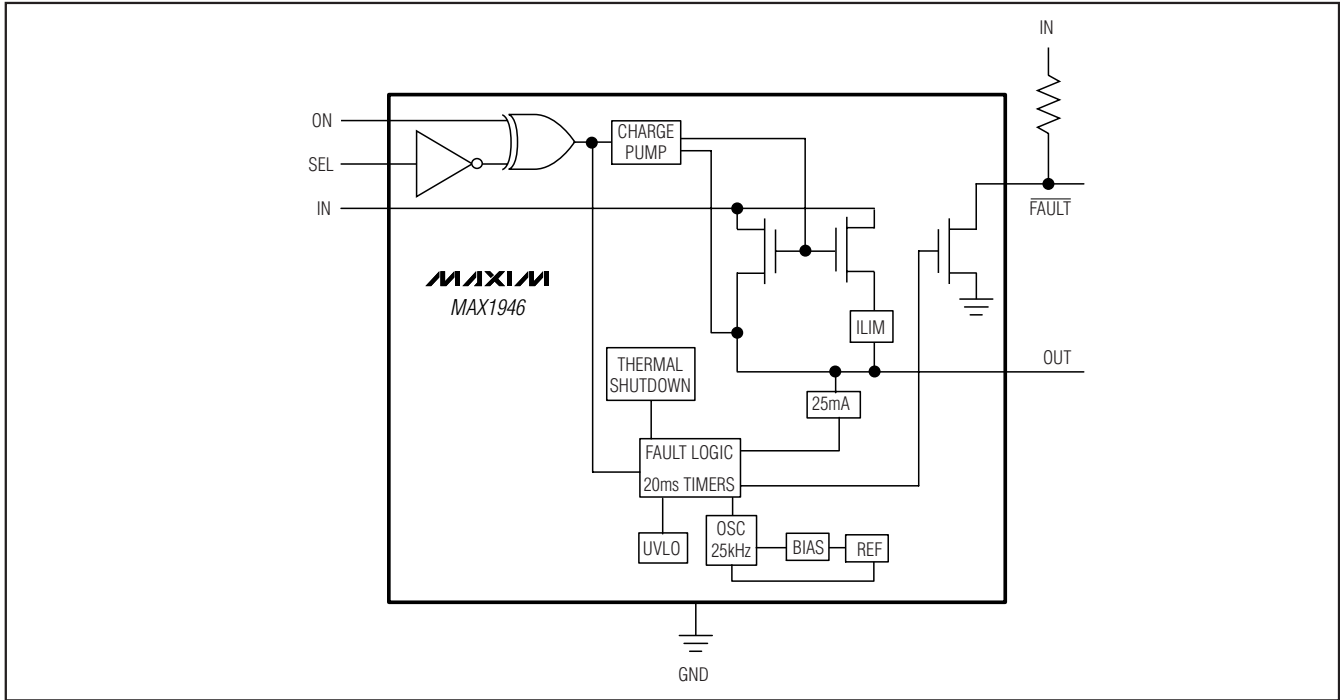 IN
ON
CHARGE
PUMP
SEL
IN
FAULT
MAXIM
MAX1946
ILIM
OUT
THERMAL
SHUTDOWN
25mA
FAULT LOGIC
20ms TIMERS
OSC
25kHz
UVLO
BIAS
REF
GND